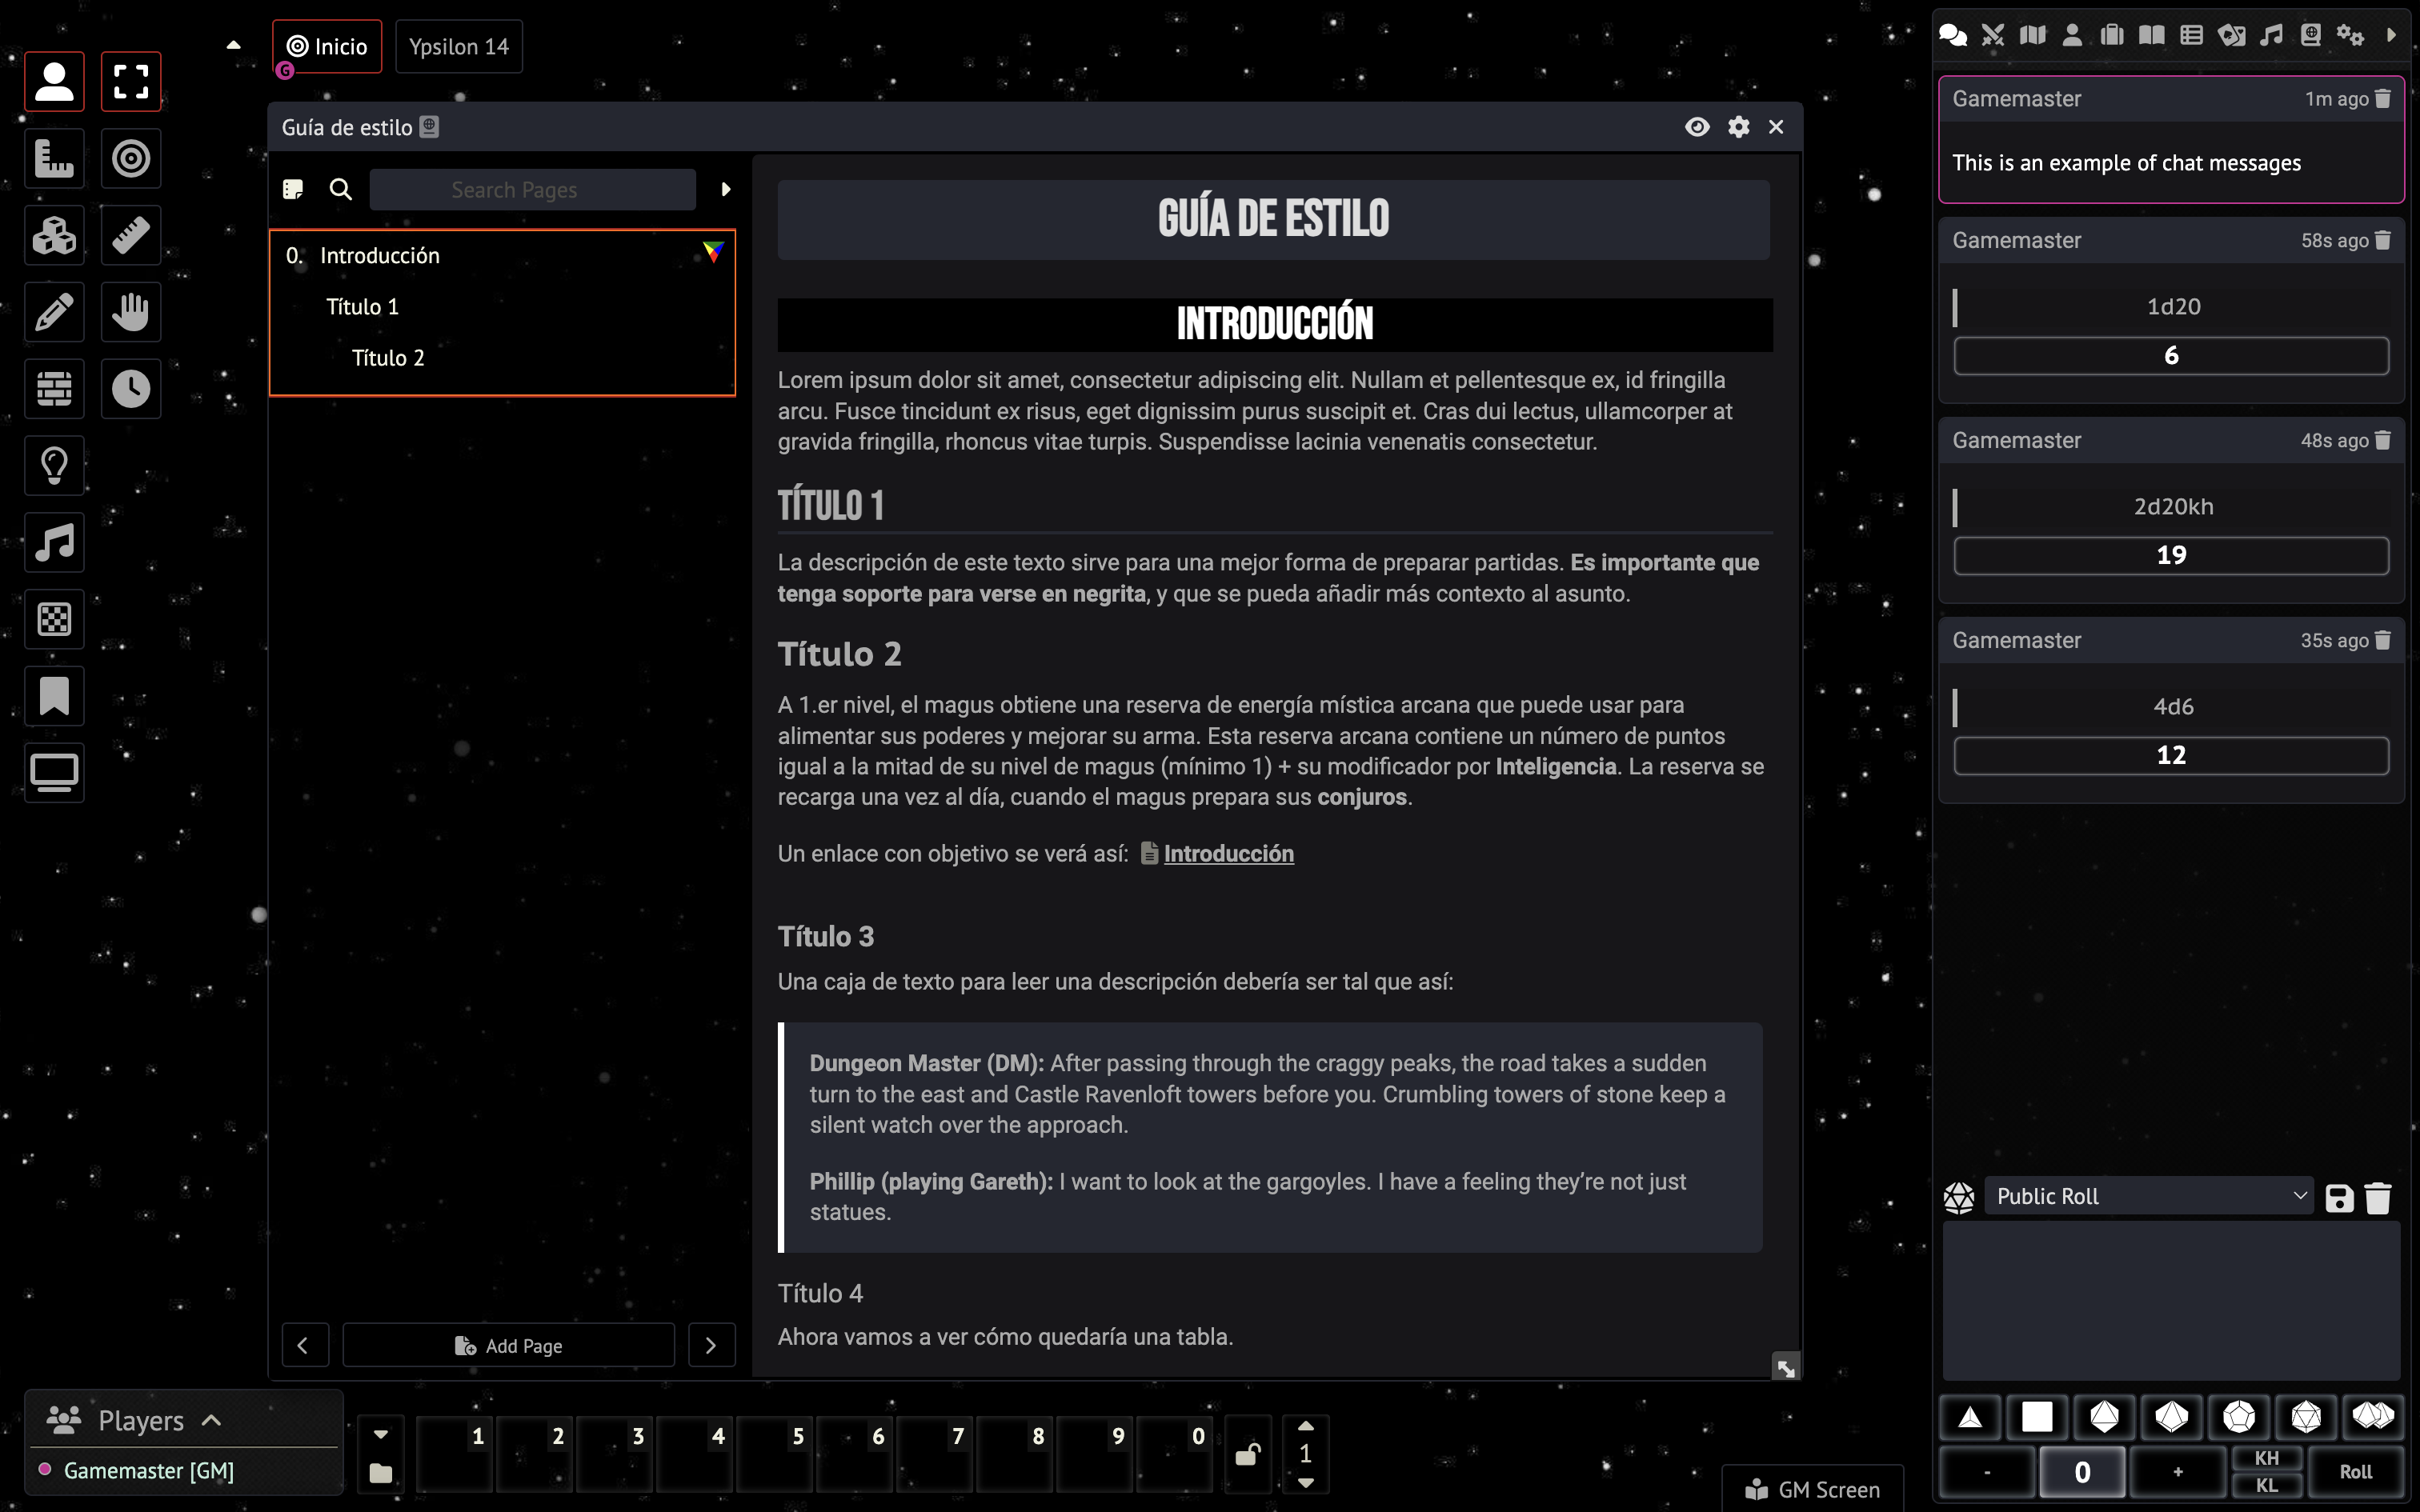 Inicio
G
Ypsilon 14
Guía de estilo
Search Pages
0. Introducción
Título 1
Título 2
GUÍA DE ESTILO
INTRODUCCIÓN
Lorem ipsum dolor sit amet, consectetur adipiscing elit. Nullam et pellentesque ex, id fringilla
arcu. Fusce tincidunt ex risus, eget dignissim purus suscipit et. Cras dui lectus, ullamcorper at
gravida fringilla, rhoncus vitae turpis. Suspendisse lacinia venenatis consectetur.
TÍTULO 1
La descripción de este texto sirve para una mejor forma de preparar partidas. Es importante que
tenga soporte para verse en negrita, y que se pueda añadir más contexto al asunto.
Título 2
A 1.er nivel, el magus obtiene una reserva de energía mística arcana que puede usar para
alimentar sus poderes y mejorar su arma. Esta reserva arcana contiene un número de puntos
igual a la mitad de su nivel de magus (mínimo 1) + su modificador por Inteligencia. La reserva se
recarga una vez al día, cuando el magus prepara sus conjuros.
Un enlace con objetivo se verá así: Introducción
Título 3
Una caja de texto para leer una descripción debería ser tal que así:
Dungeon Master (DM): After passing through the craggy peaks, the road takes a sudden
turn to the east and Castle Ravenloft towers before you. Crumbling towers of stone keep a
silent watch over the approach.
Phillip (playing Gareth): I want to look at the gargoyles. I have a feeling they’re not just
statues.
Título 4
Ahora vamos a ver cómo quedaría una tabla.
Add Page
Players
Gamemaster [GM]
1 2 3 4 5 6 7 8 9 0
1
GM Screen
Gamemaster 1m ago
This is an example of chat messages
Gamemaster 58s ago
1d20
6
Gamemaster 48s ago
2d20kh
19
Gamemaster 35s ago
4d6
12
Public Roll
- 0 + KH
KL
Roll